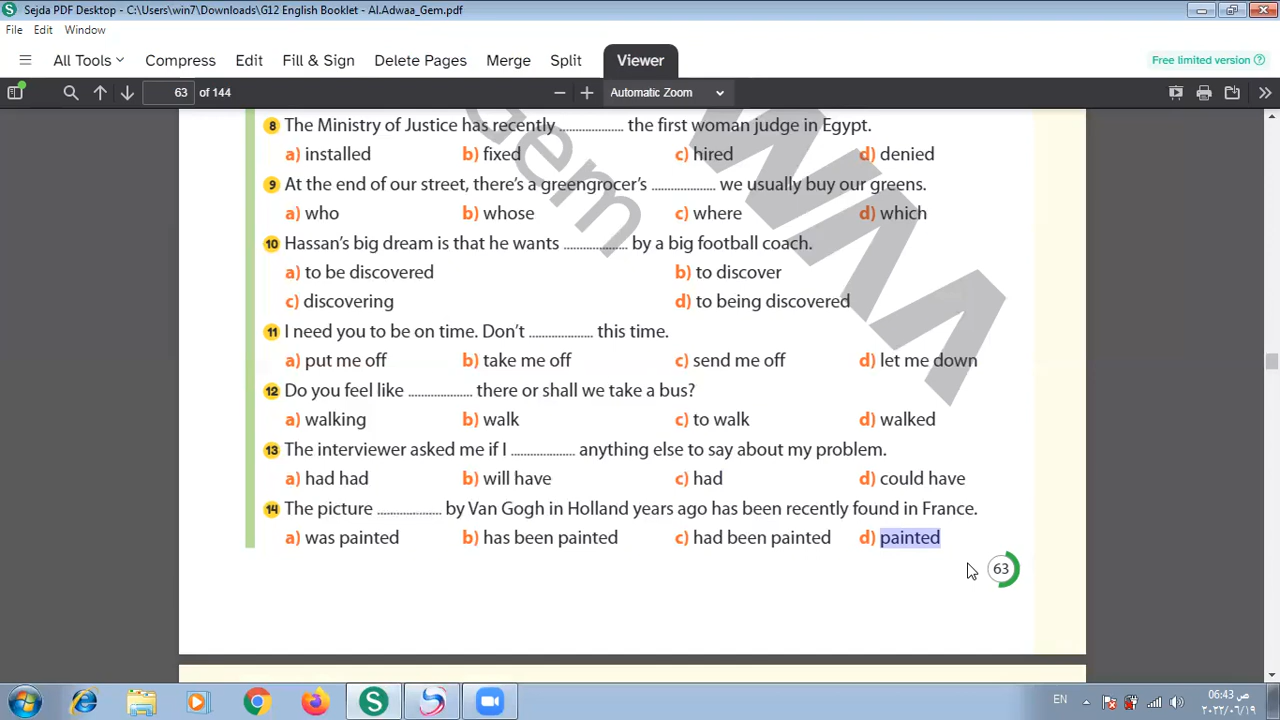 Sejda PDF Desktop - C:\Users\win7\Downloads\G12 English Booklet - Al.Adwaa_Gem.pdf
File Edit Window
All Tools Compress Edit Fill & Sign Delete Pages Merge Split Viewer Free limited version
63 of 144 Automatic Zoom
8 The Ministry of Justice has recently ................... the first woman judge in Egypt.
a) installed b) fixed c) hired d) denied
9 At the end of our street, there's a greengrocer's ................... we usually buy our greens.
a) who b) whose c) where d) which
10 Hassan's big dream is that he wants ................... by a big football coach.
a) to be discovered b) to discover
c) discovering d) to being discovered
11 I need you to be on time. Don't ................... this time.
a) put me off b) take me off c) send me off d) let me down
12 Do you feel like ................... there or shall we take a bus?
a) walking b) walk c) to walk d) walked
13 The interviewer asked me if I ................... anything else to say about my problem.
a) had had b) will have c) had d) could have
14 The picture ................... by Van Gogh in Holland years ago has been recently found in France.
a) was painted b) has been painted c) had been painted d) painted
63
Gem
EN
06:43 ص
٢٠٢٢/٠٦/١٩